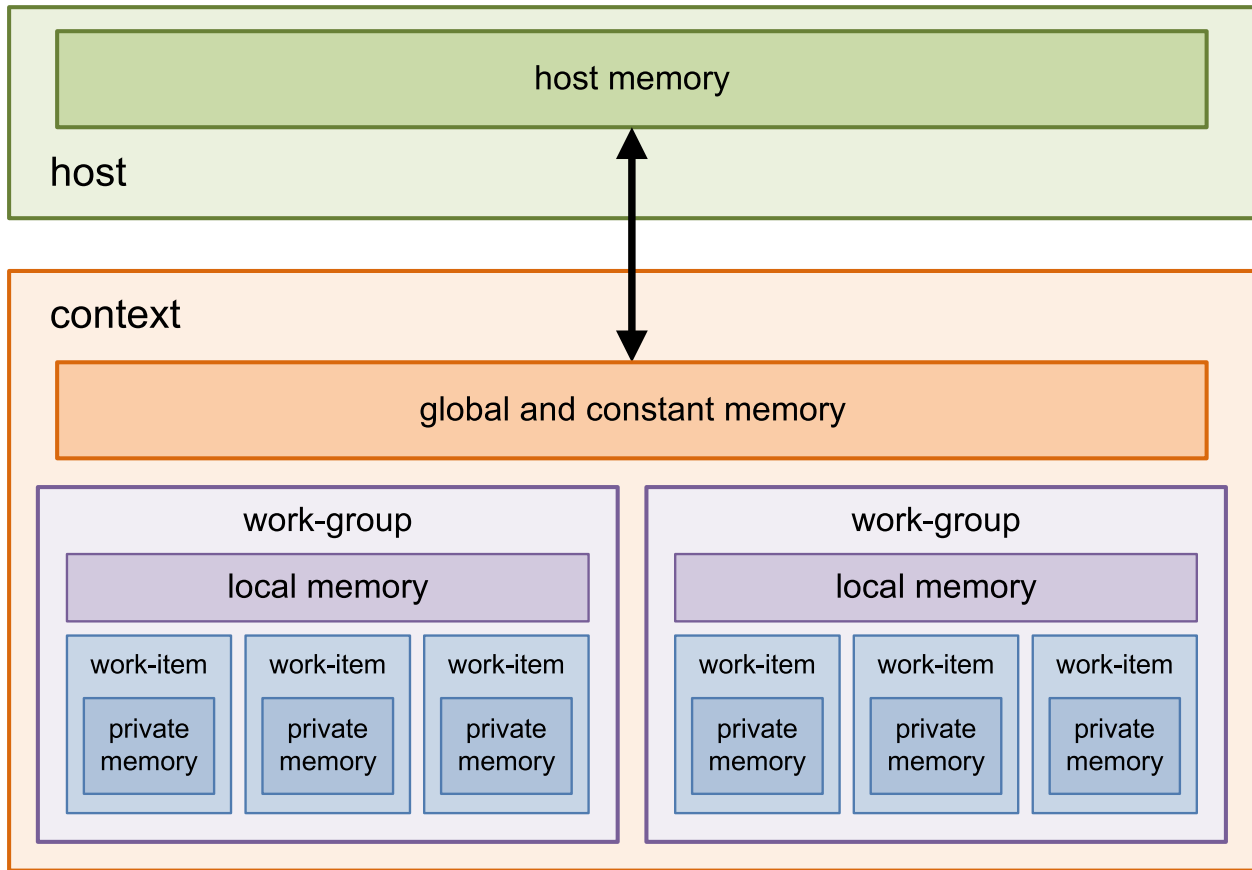 host memory
host
context
global and constant memory
work-group
local memory
work-item
private
memory
work-item
private
memory
work-item
private
memory
work-group
local memory
work-item
private
memory
work-item
private
memory
work-item
private
memory